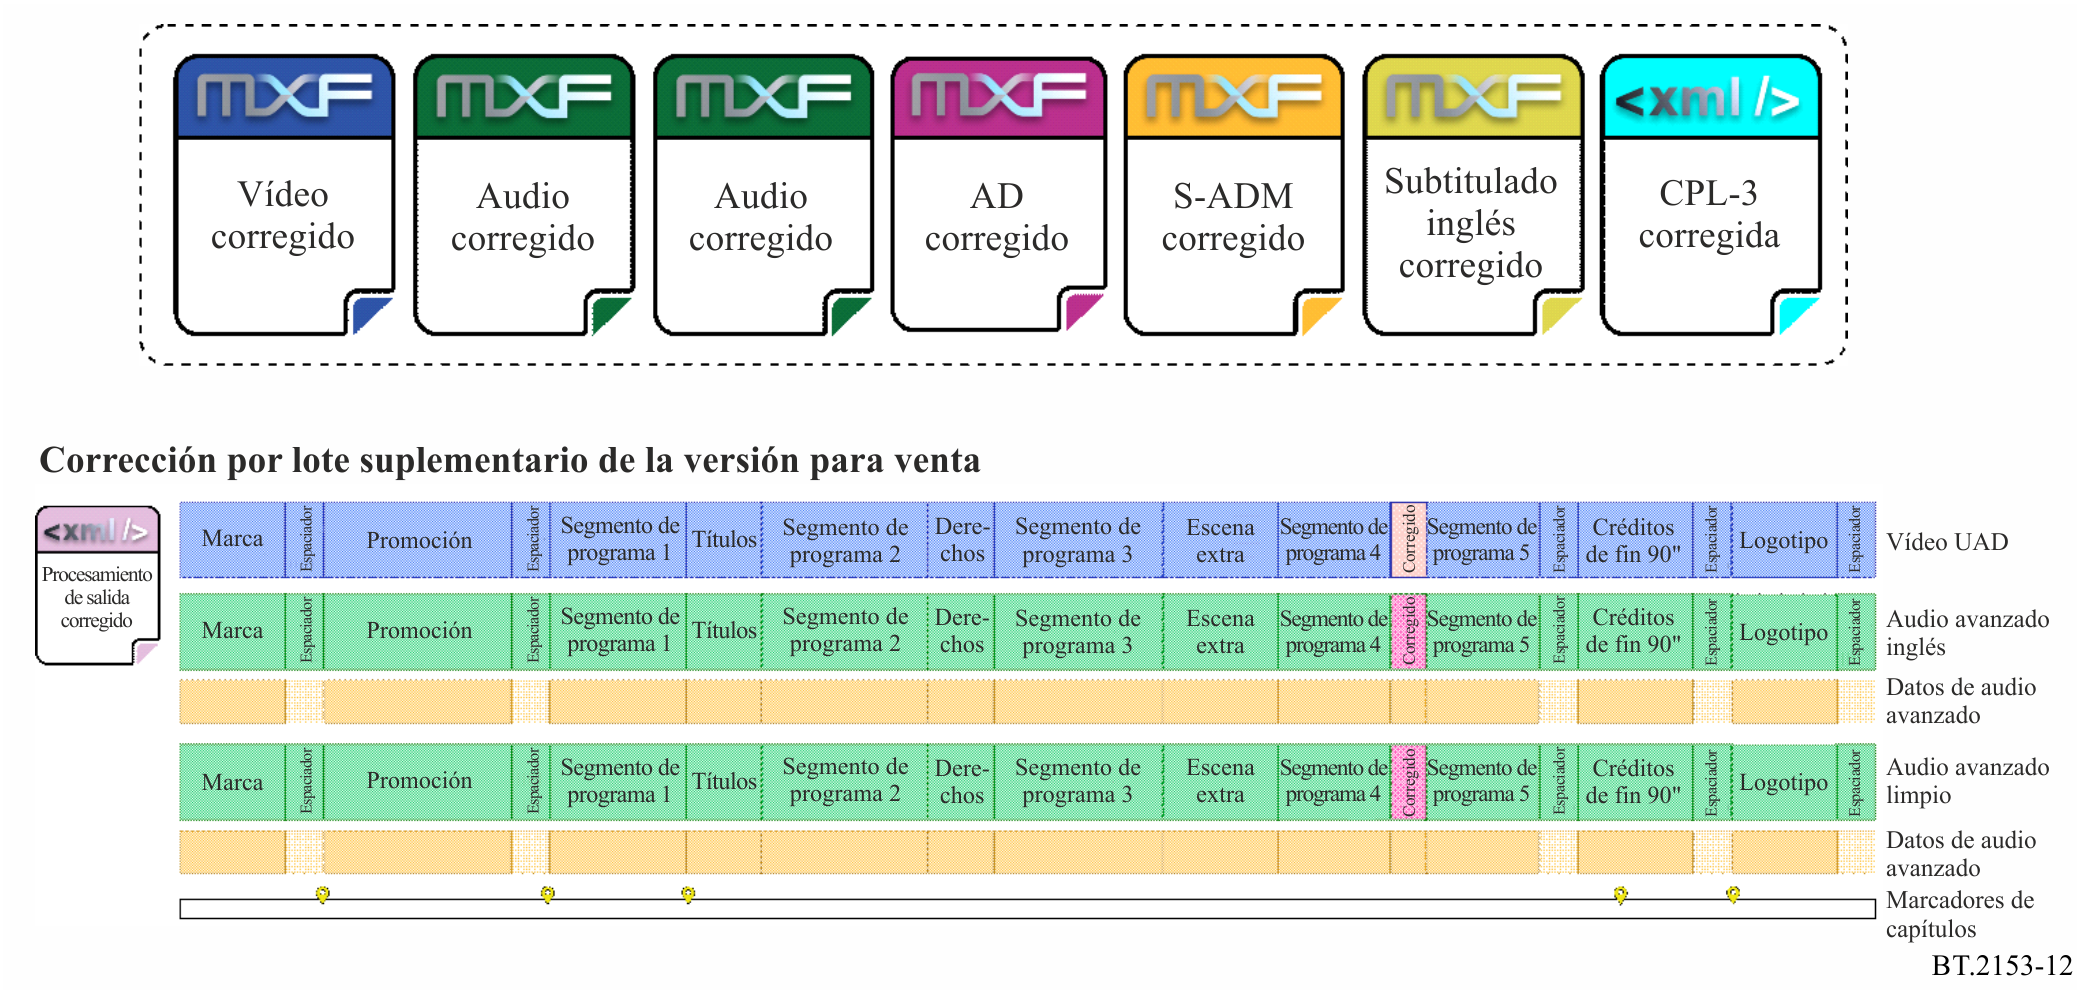 mxf mxf mxf mxf mxf mxf <xml/>
Vídeo
corregido
Audio
corregido
Audio
corregido
AD
corregido
S-ADM
corregido
Subtitulado
inglés
corregido
CPL-3
corregida
Corrección por lote suplementario de la versión para venta
<xml/>
Procesamiento
de salida
corregido
Marca
Espaciador
Promoción
Espaciador
Segmento de
programa 1
Títulos
Segmento de
programa 2
Dere-
chos
Segmento de
programa 3
Escena
extra
Segmento de
programa 4
Corregido
Segmento de
programa 5
Espaciador
Créditos
de fin 90"
Espaciador
Logotipo
Espaciador
Vídeo UAD
Marca
Espaciador
Promoción
Espaciador
Segmento de
programa 1
Títulos
Segmento de
programa 2
Dere-
chos
Segmento de
programa 3
Escena
extra
Segmento de
programa 4
Corregido
Segmento de
programa 5
Espaciador
Créditos
de fin 90"
Espaciador
Logotipo
Espaciador
Audio avanzado
inglés
Datos de audio
avanzado
Marca
Espaciador
Promoción
Espaciador
Segmento de
programa 1
Títulos
Segmento de
programa 2
Dere-
chos
Segmento de
programa 3
Escena
extra
Segmento de
programa 4
Corregido
Segmento de
programa 5
Espaciador
Créditos
de fin 90"
Espaciador
Logotipo
Espaciador
Audio avanzado
limpio
Datos de audio
avanzado
Marcadores de
capítulos
BT.2153-12